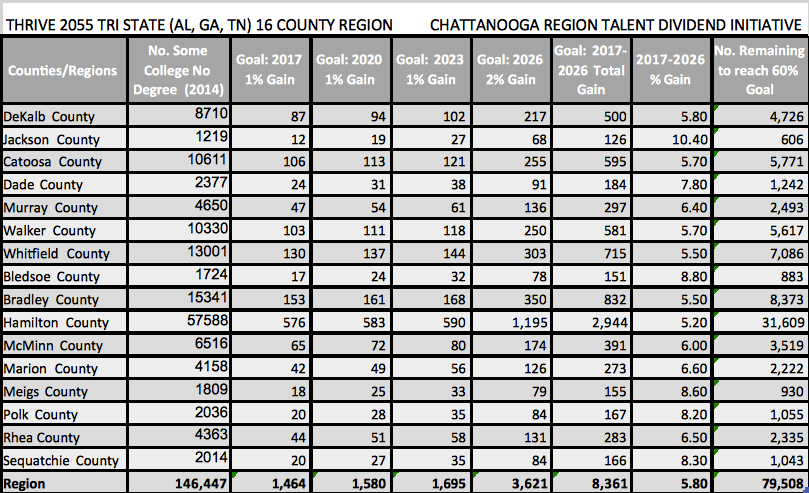 THRIVE 2055 TRI STATE (AL, GA, TN) 16 COUNTY REGION CHATTANOOGA REGION TALENT DIVIDEND INITIATIVE
Counties/Regions No. Some College No Degree (2014) Goal: 2017 1% Gain Goal: 2020 1% Gain Goal: 2023 1% Gain Goal: 2026 2% Gain Goal: 2017-2026 Total Gain 2017-2026 % Gain No. Remaining to reach 60% Goal
DeKalb County 8710 87 94 102 217 500 5.80 4,726
Jackson County 1219 12 19 27 68 126 10.40 606
Catoosa County 10611 106 113 121 255 595 5.70 5,771
Dade County 2377 24 31 38 91 184 7.80 1,242
Murray County 4650 47 54 61 136 297 6.40 2,493
Walker County 10330 103 111 118 250 581 5.70 5,617
Whitfield County 13001 130 137 144 303 715 5.50 7,086
Bledsoe County 1724 17 24 32 78 151 8.80 883
Bradley County 15341 153 161 168 350 832 5.50 8,373
Hamilton County 57588 576 583 590 1,195 2,944 5.20 31,609
McMinn County 6516 65 72 80 174 391 6.00 3,519
Marion County 4158 42 49 56 126 273 6.60 2,222
Meigs County 1809 18 25 33 79 155 8.60 930
Polk County 2036 20 28 35 84 167 8.20 1,055
Rhea County 4363 44 51 58 131 283 6.50 2,335
Sequatchie County 2014 20 27 35 84 166 8.30 1,043
Region 146,447 1,464 1,580 1,695 3,621 8,361 5.80 79,508